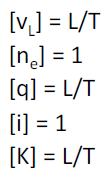 [v_L] = L/T
[n_e] = 1
[q] = L/T
[i] = 1
[K] = L/T